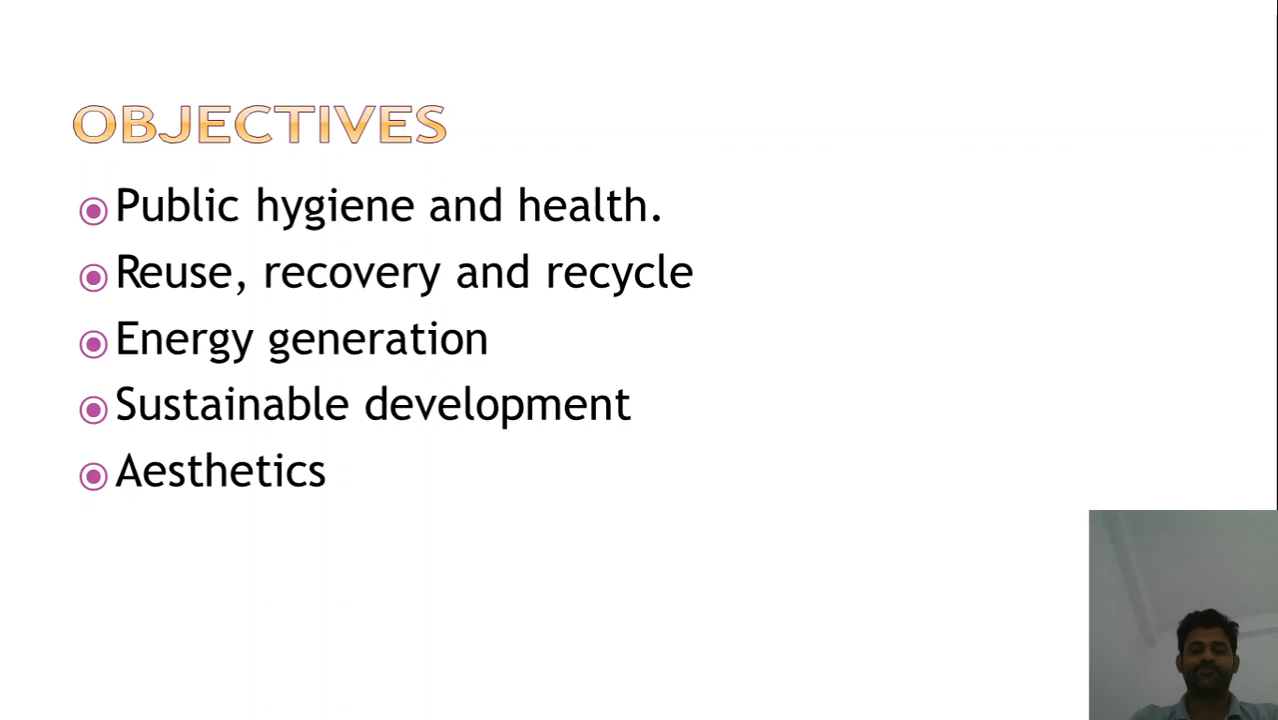 OBJECTIVES
Public hygiene and health.
Reuse, recovery and recycle
Energy generation
Sustainable development
Aesthetics